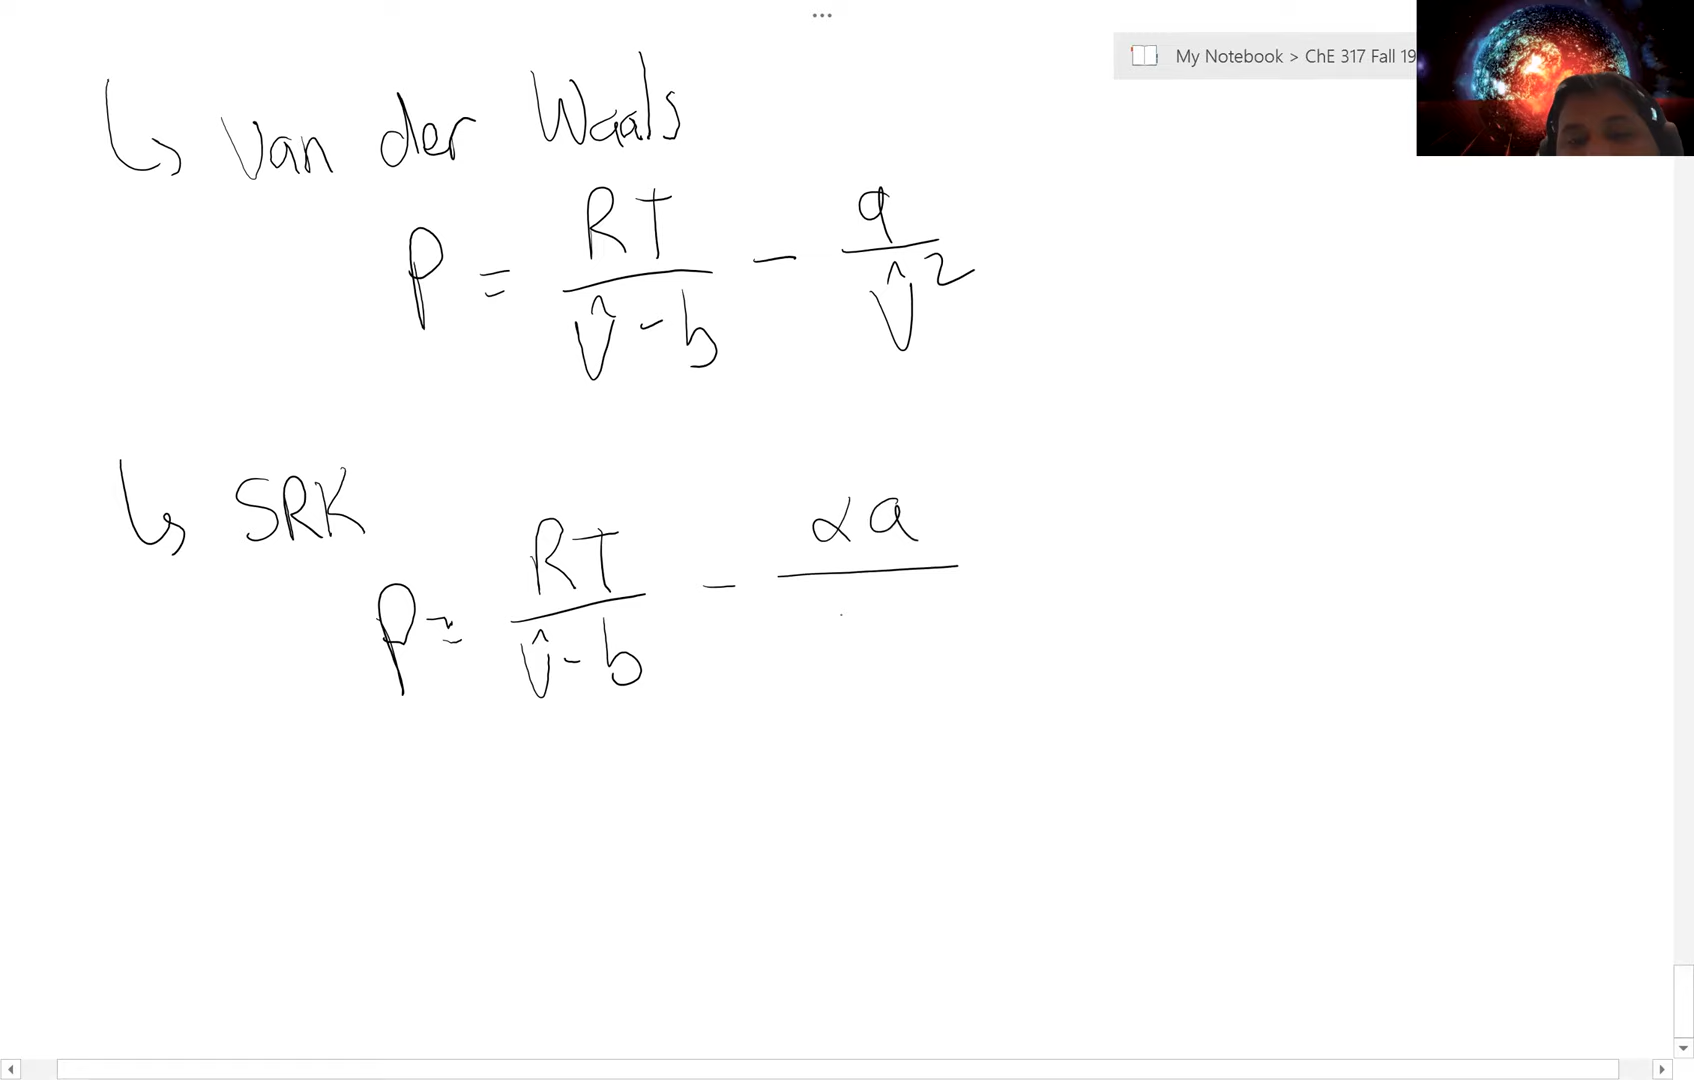 ...
My Notebook > ChE 317 Fall 19
↳ Van der Waals
P = RT / (V̂ - b) - a / V̂²
↳ SRK
P = RT / (V̂ - b) - αa /